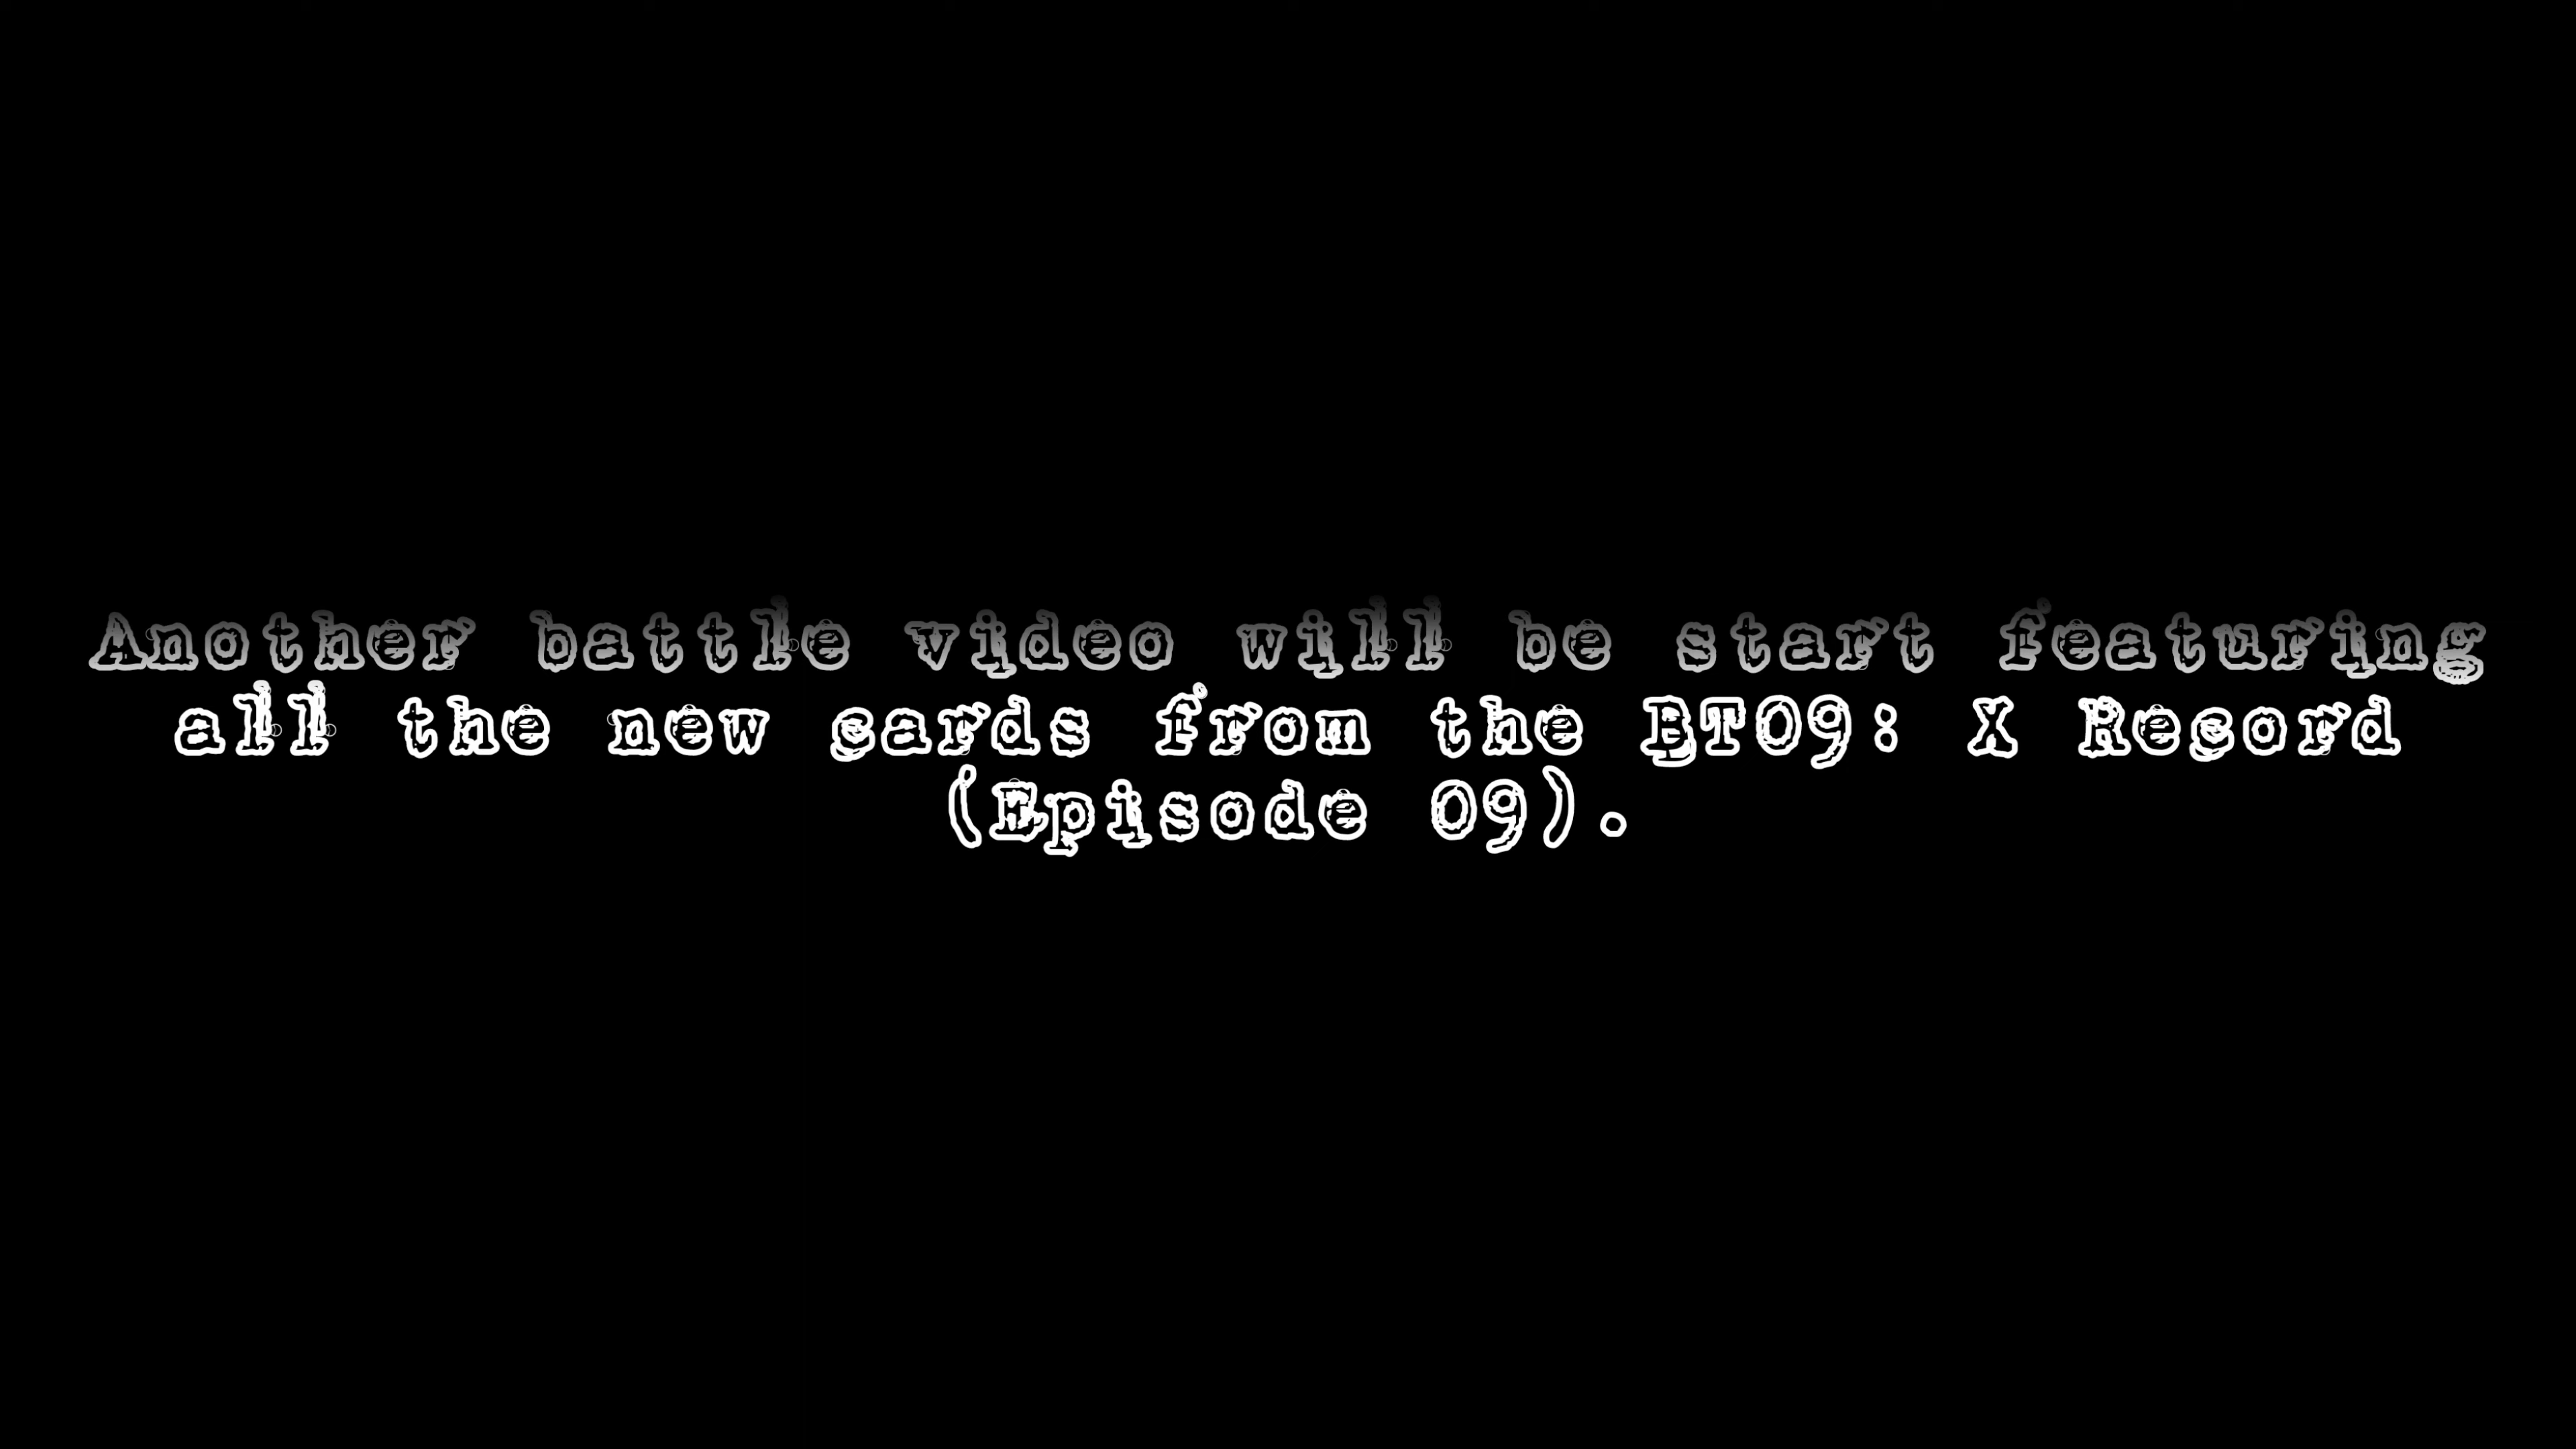 Another battle video will be start featuring
all the new cards from the BT09: X Record
(Episode 09).